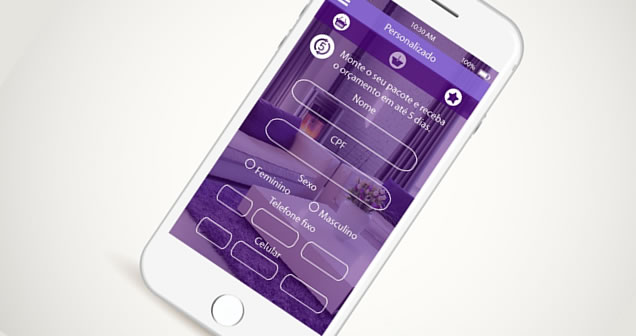 10:30 AM
100%
Personalizado
5
Monte o seu pacote e receba
o orçamento em até 5 dias.
Nome
CPF
Sexo
Feminino
Masculino
Telefone fixo
Celular